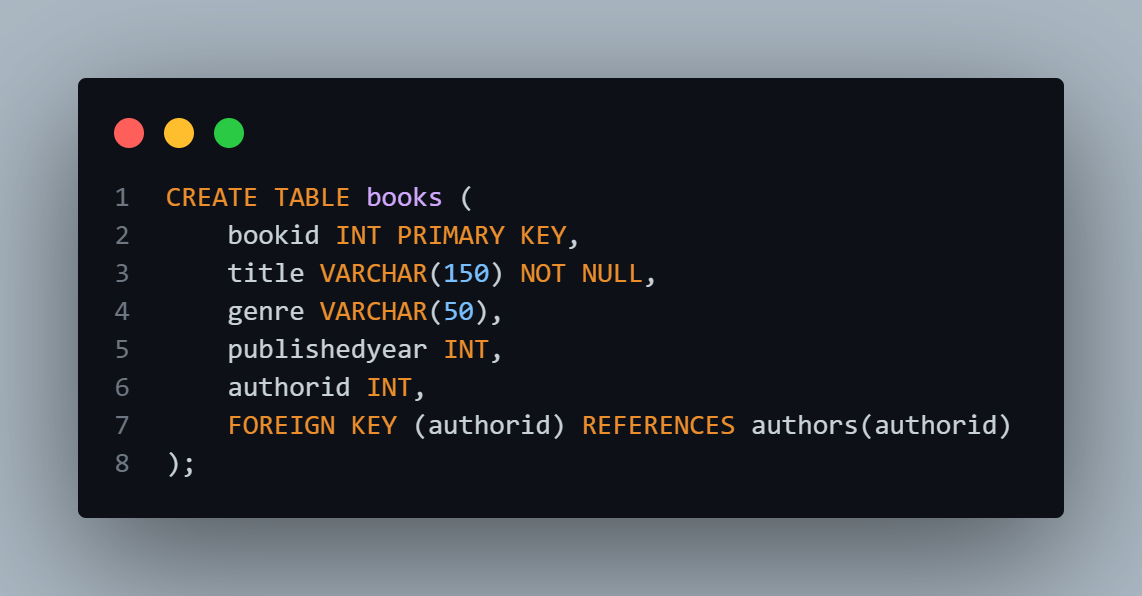 1 CREATE TABLE books (
2     bookid INT PRIMARY KEY,
3     title VARCHAR(150) NOT NULL,
4     genre VARCHAR(50),
5     publishedyear INT,
6     authorid INT,
7     FOREIGN KEY (authorid) REFERENCES authors(authorid)
8 );